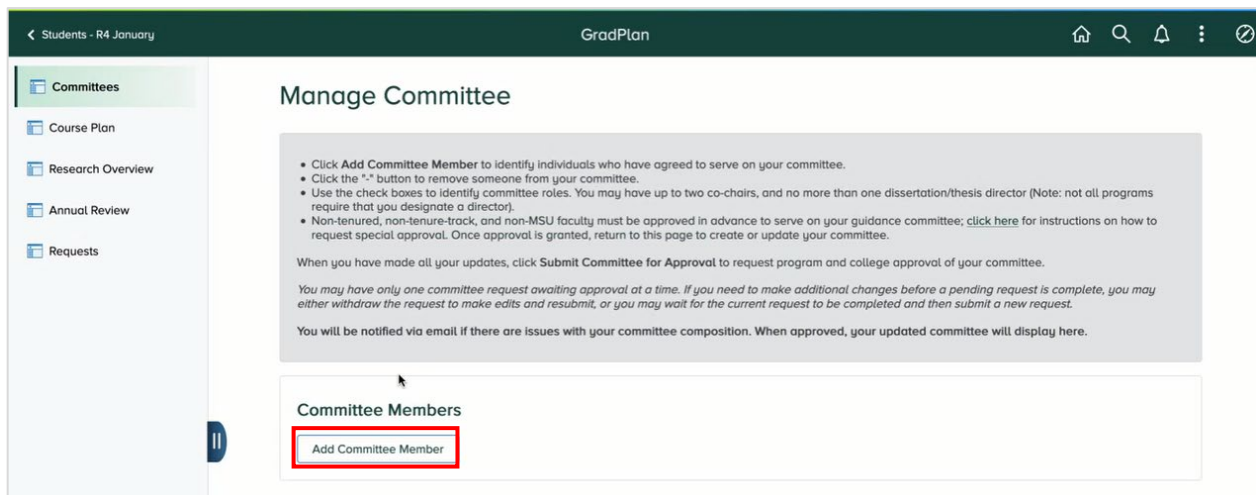 Students - R4 January
GradPlan
Committees
Course Plan
Research Overview
Annual Review
Requests
Manage Committee
• Click Add Committee Member to identify individuals who have agreed to serve on your committee.
• Click the "-" button to remove someone from your committee.
• Use the check boxes to identify committee roles. You may have up to two co-chairs, and no more than one dissertation/thesis director (Note: not all programs
require that you designate a director).
• Non-tenured, non-tenure-track, and non-MSU faculty must be approved in advance to serve on your guidance committee; click here for instructions on how to
request special approval. Once approval is granted, return to this page to create or update your committee.
When you have made all your updates, click Submit Committee for Approval to request program and college approval of your committee.
You may have only one committee request awaiting approval at a time. If you need to make additional changes before a pending request is complete, you may
either withdraw the request to make edits and resubmit, or you may wait for the current request to be completed and then submit a new request.
You will be notified via email if there are issues with your committee composition. When approved, your updated committee will display here.
Committee Members
Add Committee Member